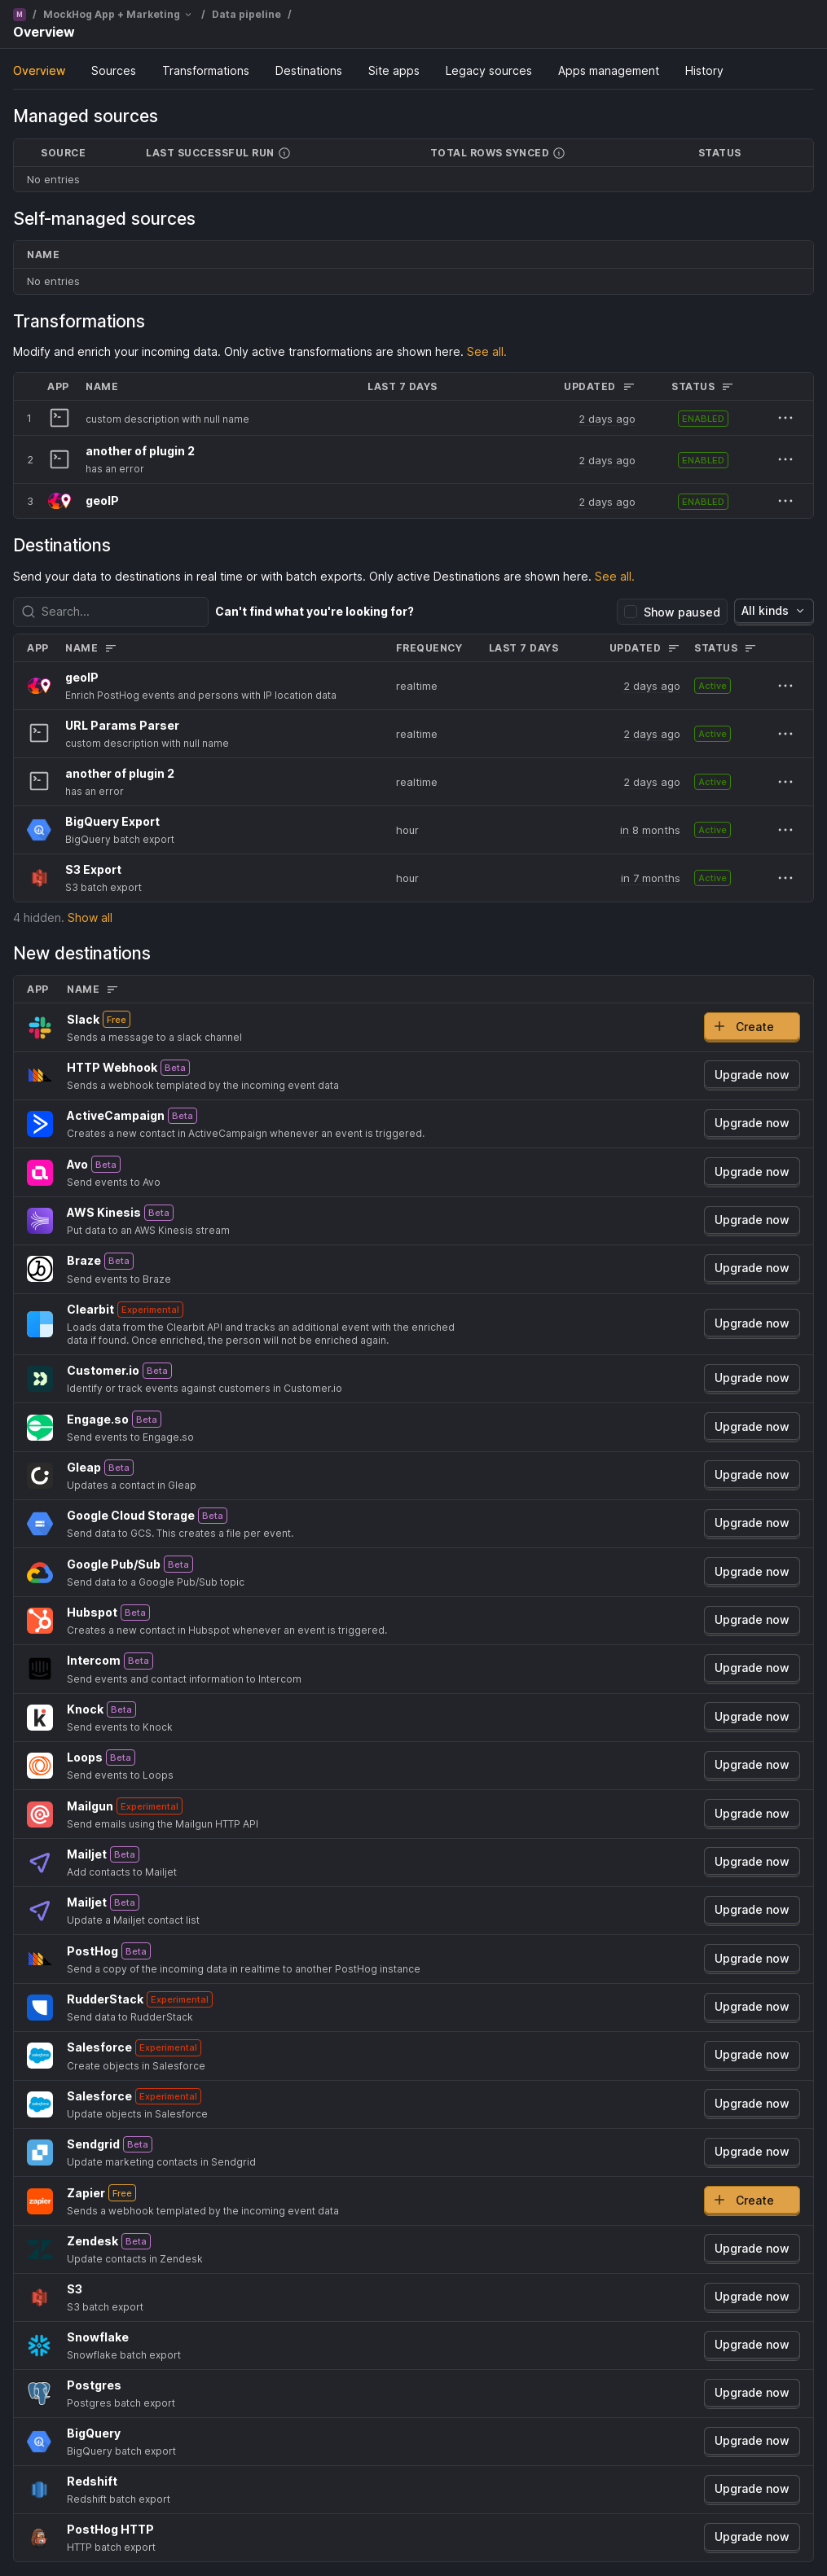 M / MockHog App + Marketing / Data pipeline /
Overview
Overview Sources Transformations Destinations Site apps Legacy sources Apps management History
Managed sources
SOURCE LAST SUCCESSFUL RUN TOTAL ROWS SYNCED STATUS
No entries
Self-managed sources
NAME
No entries
Transformations
Modify and enrich your incoming data. Only active transformations are shown here. See all.
APP NAME LAST 7 DAYS UPDATED STATUS
1 custom description with null name 2 days ago ENABLED
another of plugin 2
2 2 days ago ENABLED
has an error
3 geoIP 2 days ago ENABLED
Destinations
Send your data to destinations in real time or with batch exports. Only active Destinations are shown here. See all.
Search... Can't find what you're looking for? Show paused All kinds
APP NAME FREQUENCY LAST 7 DAYS UPDATED STATUS
geoIP
Enrich PostHog events and persons with IP location data realtime 2 days ago Active
URL Params Parser
custom description with null name realtime 2 days ago Active
another of plugin 2
has an error realtime 2 days ago Active
BigQuery Export
BigQuery batch export hour in 8 months Active
S3 Export
S3 batch export hour in 7 months Active
4 hidden. Show all
New destinations
APP NAME
Slack Free
Sends a message to a slack channel Create
HTTP Webhook Beta
Sends a webhook templated by the incoming event data Upgrade now
ActiveCampaign Beta
Creates a new contact in ActiveCampaign whenever an event is triggered. Upgrade now
Avo Beta
Send events to Avo Upgrade now
AWS Kinesis Beta
Put data to an AWS Kinesis stream Upgrade now
Braze Beta
Send events to Braze Upgrade now
Clearbit Experimental
Loads data from the Clearbit API and tracks an additional event with the enriched Upgrade now
data if found. Once enriched, the person will not be enriched again.
Customer.io Beta
Identify or track events against customers in Customer.io Upgrade now
Engage.so Beta
Send events to Engage.so Upgrade now
Gleap Beta
Updates a contact in Gleap Upgrade now
Google Cloud Storage Beta
Send data to GCS. This creates a file per event. Upgrade now
Google Pub/Sub Beta
Send data to a Google Pub/Sub topic Upgrade now
Hubspot Beta
Creates a new contact in Hubspot whenever an event is triggered. Upgrade now
Intercom Beta
Send events and contact information to Intercom Upgrade now
Knock Beta
Send events to Knock Upgrade now
Loops Beta
Send events to Loops Upgrade now
Mailgun Experimental
Send emails using the Mailgun HTTP API Upgrade now
Mailjet Beta
Add contacts to Mailjet Upgrade now
Mailjet Beta
Update a Mailjet contact list Upgrade now
PostHog Beta
Send a copy of the incoming data in realtime to another PostHog instance Upgrade now
RudderStack Experimental
Send data to RudderStack Upgrade now
Salesforce Experimental
Create objects in Salesforce Upgrade now
Salesforce Experimental
Update objects in Salesforce Upgrade now
Sendgrid Beta
Update marketing contacts in Sendgrid Upgrade now
Zapier Free
zapier Sends a webhook templated by the incoming event data Create
Zendesk Beta
Update contacts in Zendesk Upgrade now
S3
S3 batch export Upgrade now
Snowflake
Snowflake batch export Upgrade now
Postgres
Postgres batch export Upgrade now
BigQuery
BigQuery batch export Upgrade now
Redshift
Redshift batch export Upgrade now
PostHog HTTP
HTTP batch export Upgrade now